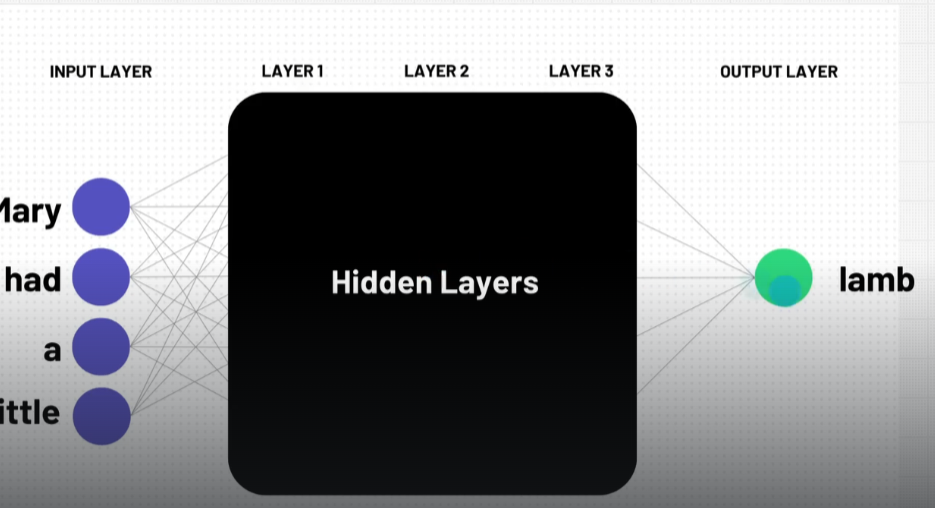 INPUT LAYER LAYER 1 LAYER 2 LAYER 3 OUTPUT LAYER
Mary
had
Hidden Layers
lamb
a
ittle